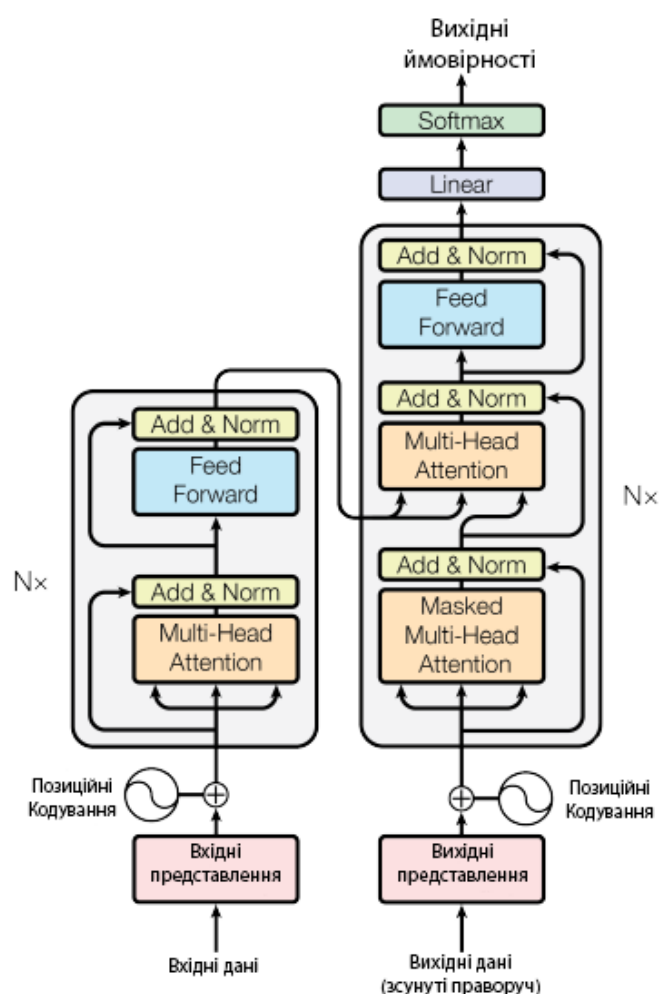 Вихідні
ймовірності
Softmax
Linear
Add & Norm
Feed
Forward
Add & Norm
Multi-Head
Attention
Add & Norm
Masked
Multi-Head
Attention
N×
Add & Norm
Feed
Forward
Add & Norm
Multi-Head
Attention
N×
Позиційні
Кодування
Позиційні
Кодування
Вхідні
представлення
Вихідні
представлення
Вхідні дані
Вихідні дані
(зсунуті праворуч)